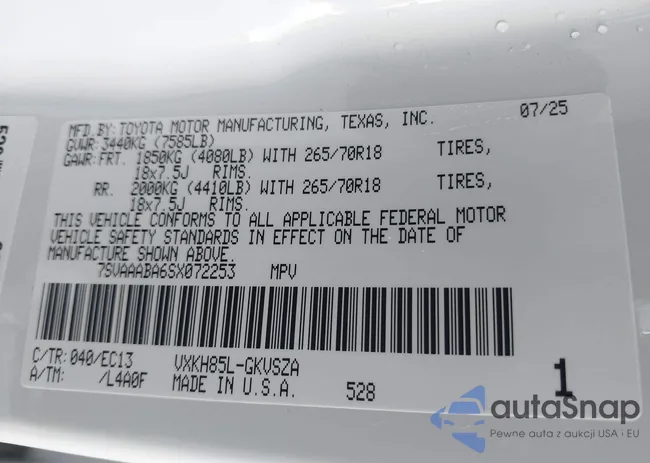 MFD.BY:TOYOTA MOTOR MANUFACTURING, TEXAS, INC. 07/25
GVWR:3440KG (7585LB)
GAWR:FRT. 1850KG (4080LB) WITH 265/70R18 TIRES,
18x7.5J RIMS.
RR. 2000KG (4410LB) WITH 265/70R18 TIRES,
18x7.5J RIMS.
THIS VEHICLE CONFORMS TO ALL APPLICABLE FEDERAL MOTOR
VEHICLE SAFETY STANDARDS IN EFFECT ON THE DATE OF
MANUFACTURE SHOWN ABOVE.
7SVAAABA6SX072253 MPV
C/TR:040/EC13 VXKH85L-GKVSZA
A/TM: /L4A0F MADE IN U.S.A. 528 1
autaSnap
Pewne auta z aukcji USA i EU